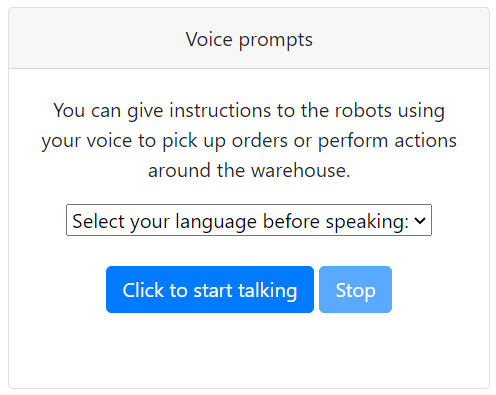 Voice prompts
You can give instructions to the robots using
your voice to pick up orders or perform actions
around the warehouse.
Select your language before speaking:
Click to start talking Stop